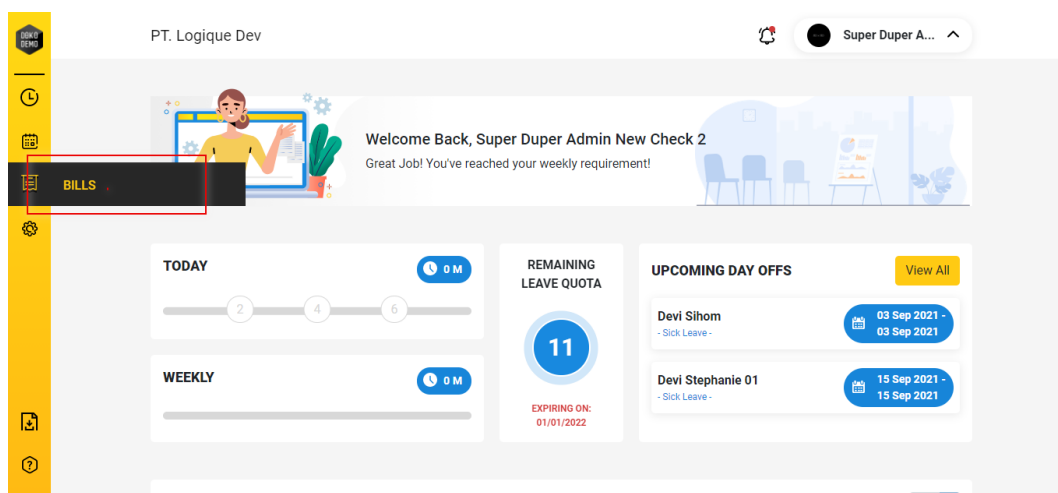 DOKO
DEMO
PT. Logique Dev
Super Duper A...
Welcome Back, Super Duper Admin New Check 2
Great Job! You've reached your weekly requirement!
BILLS
TODAY
0 M
2 4 6
WEEKLY
0 M
REMAINING
LEAVE QUOTA
11
EXPIRING ON:
01/01/2022
UPCOMING DAY OFFS
View All
Devi Sihom
- Sick Leave -
03 Sep 2021 -
03 Sep 2021
Devi Stephanie 01
- Sick Leave -
15 Sep 2021 -
15 Sep 2021